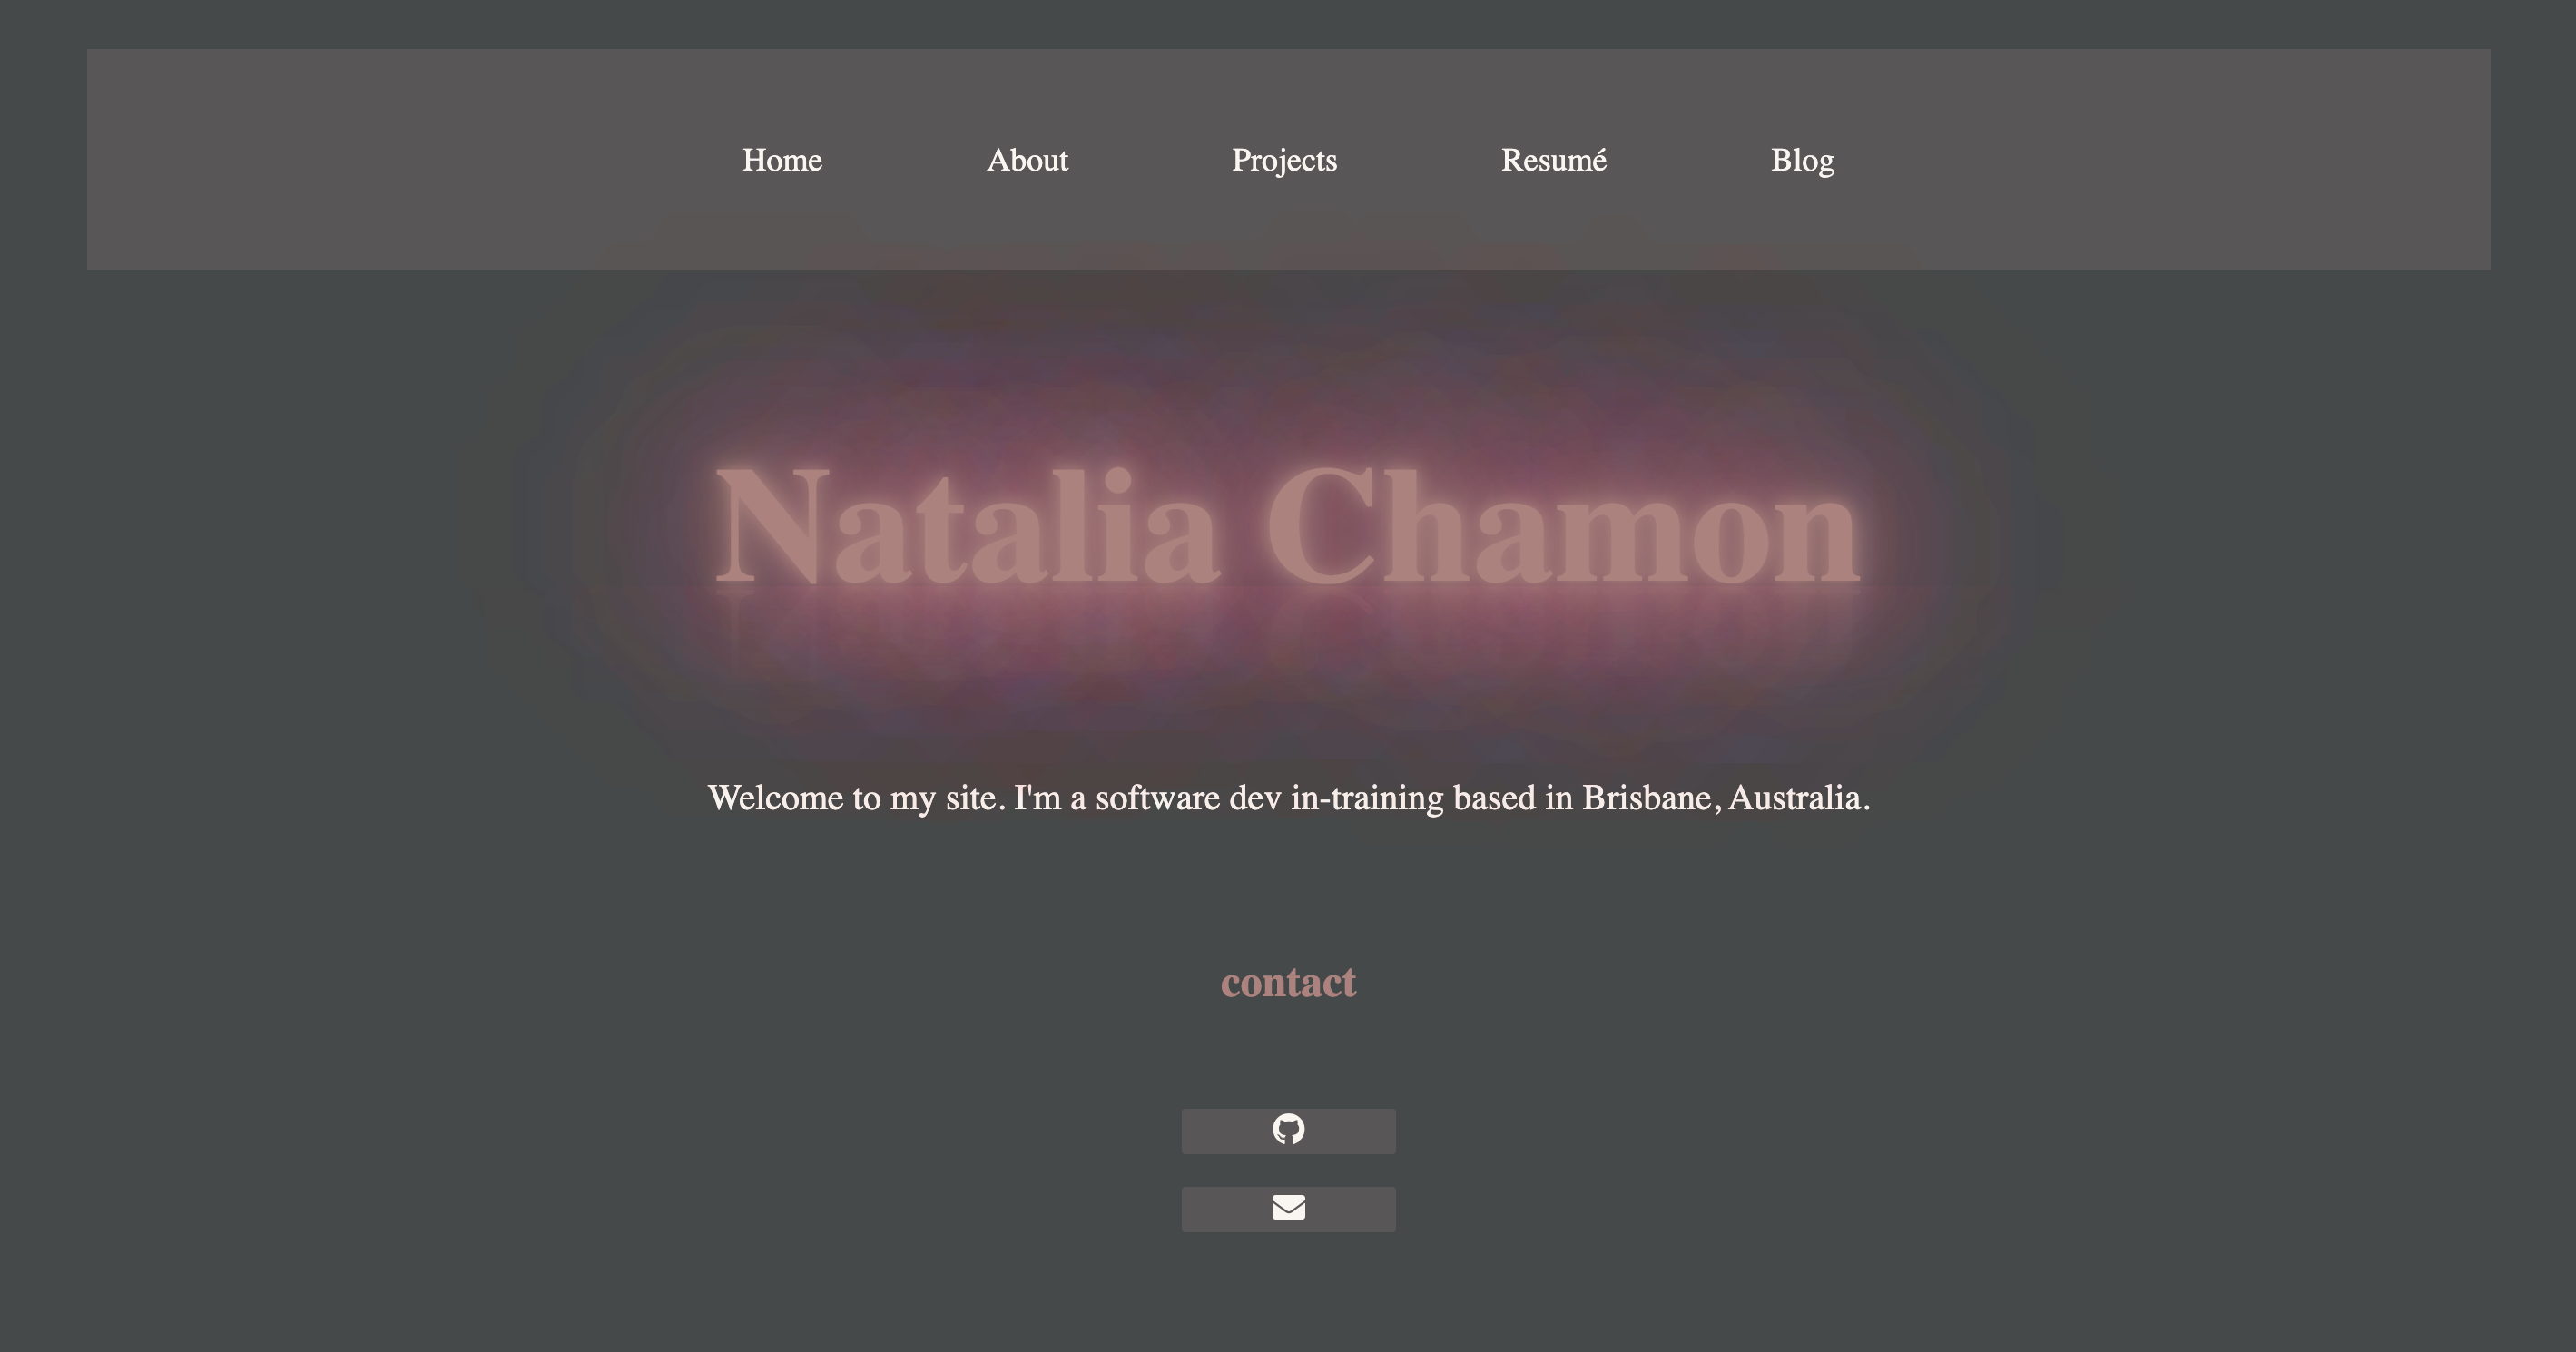 Home About Projects Resumé Blog
Natalia Chamon
Welcome to my site. I'm a software dev in-training based in Brisbane, Australia.
contact